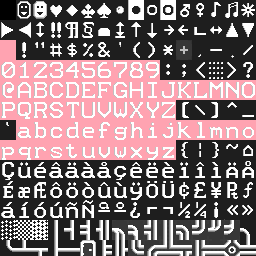 ☺☻♥♦♣♠•◘○◙♂♀♪♫☼
►◄↕‼¶§▬↨↑↓→←∟↔▲▼
! " # $ % & ' ( ) * + , - .
0123456789:;< >?
@ABCDEFGHIJKLMNO
PQRSTUVWXYZ[\]^_
`abcdefghijklmno
pqrstuvwxyz{¦}~⌂
ÇüéâäàåçêëèïîìÄÅ
ÉæÆôöòûùÿÖÜ¢£¥ƒ
áíóúñÑªº¿⌐¬½¼¡«»